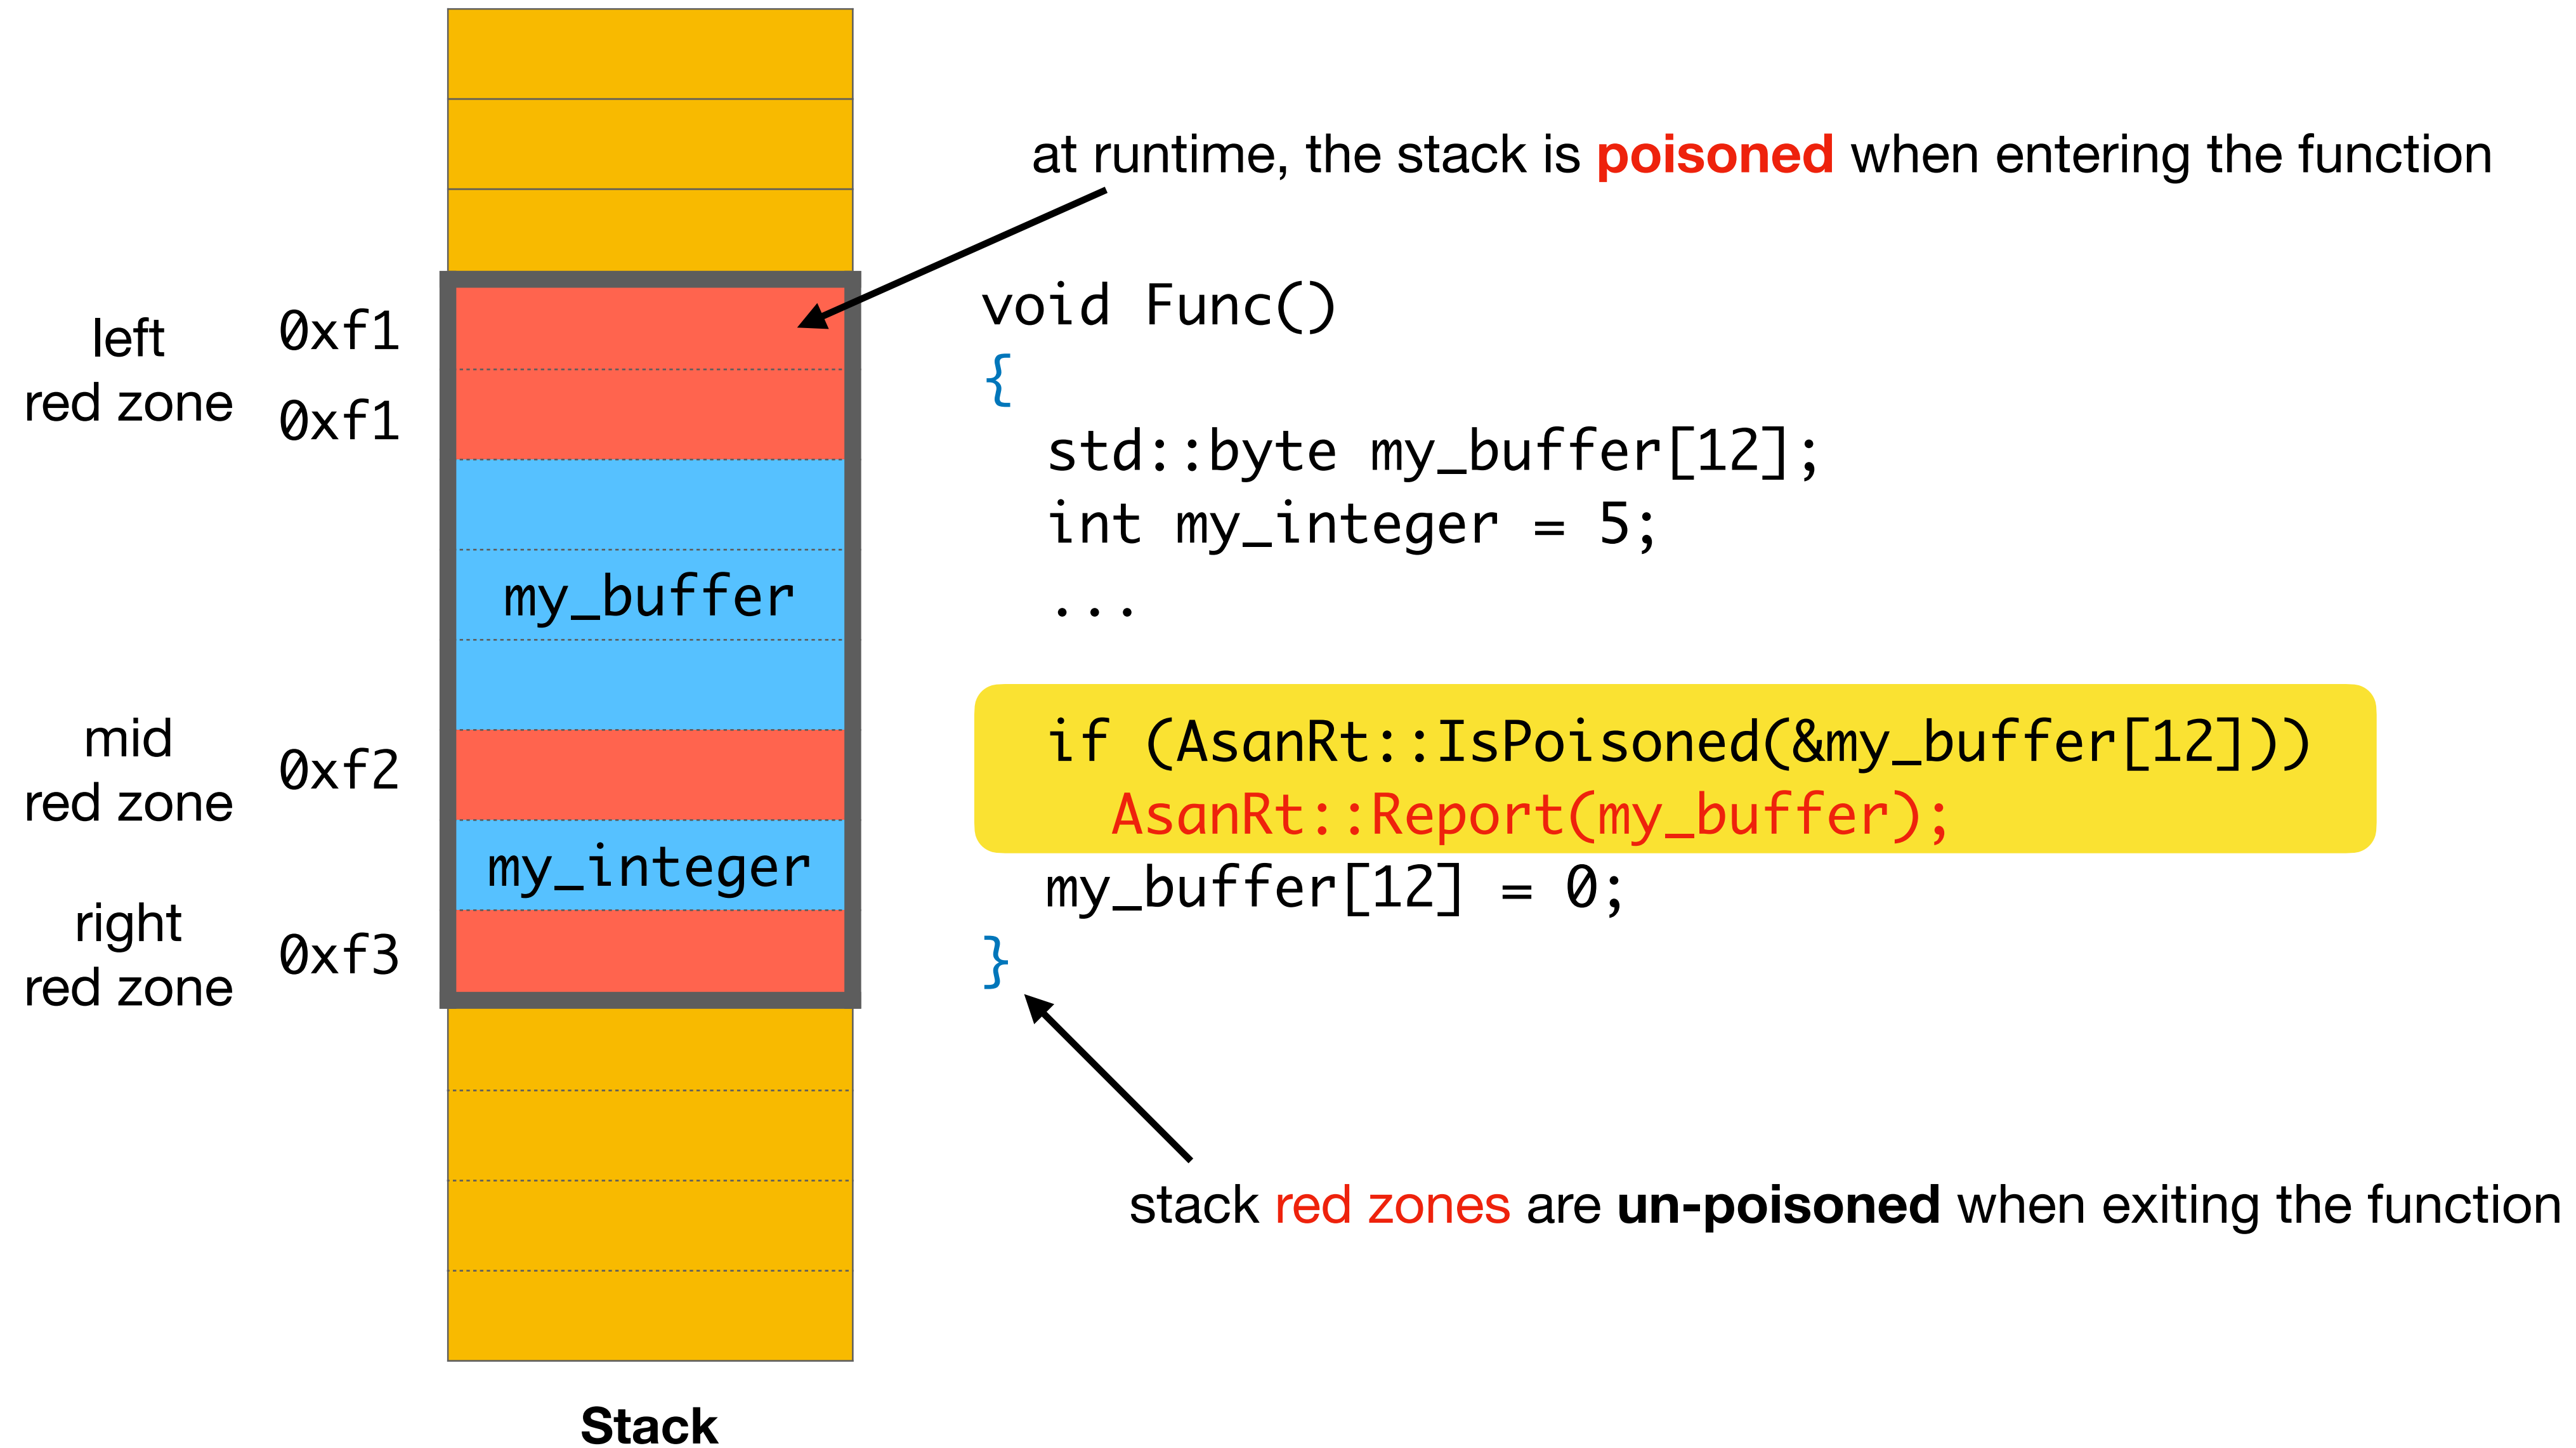 at runtime, the stack is poisoned when entering the function
left
red zone
0xf1
0xf1
my_buffer
mid
red zone
0xf2
my_integer
right
red zone
0xf3
void Func()
{
std::byte my_buffer[12];
int my_integer = 5;
...
if (AsanRt::IsPoisoned(&my_buffer[12]))
AsanRt::Report(my_buffer);
my_buffer[12] = 0;
}
stack red zones are un-poisoned when exiting the function
Stack